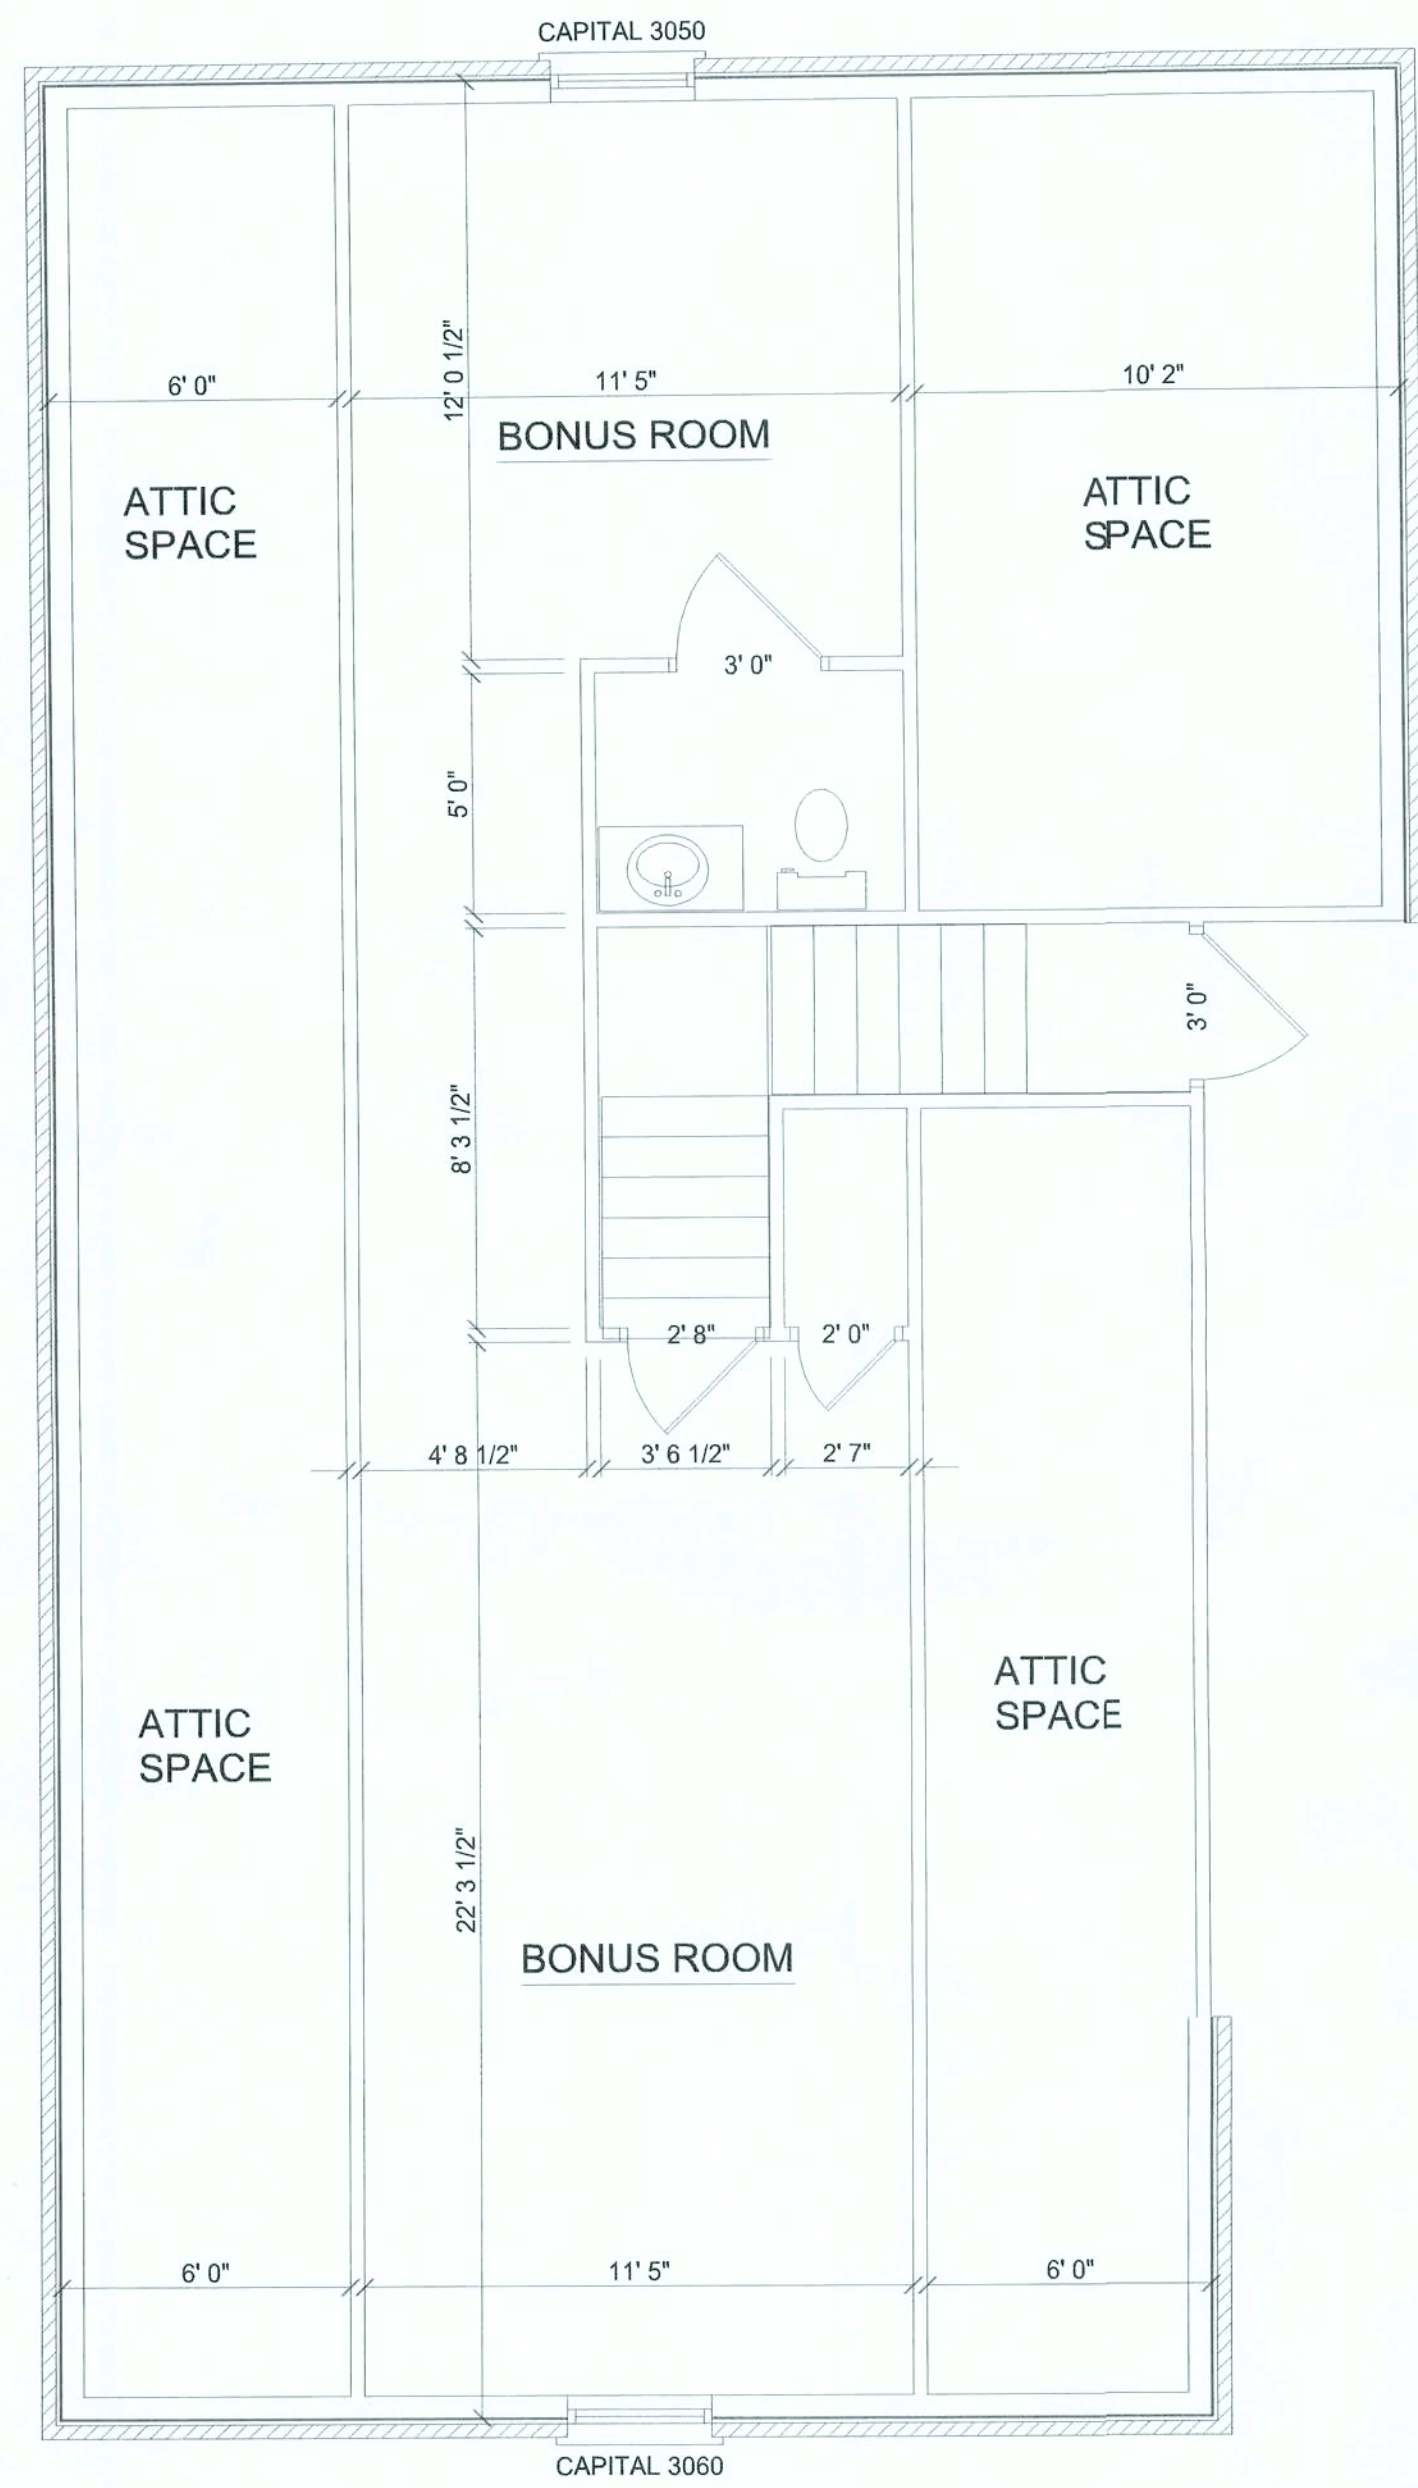 CAPITAL 3050
6' 0"
12' 0 1/2"
11' 5"
10' 2"
BONUS ROOM
ATTIC
SPACE
ATTIC
SPACE
3' 0"
5' 0"
3' 0"
8' 3 1/2"
2' 8"
2' 0"
4' 8 1/2"
3' 6 1/2"
2' 7"
ATTIC
SPACE
ATTIC
SPACE
22' 3 1/2"
BONUS ROOM
6' 0"
11' 5"
6' 0"
CAPITAL 3060